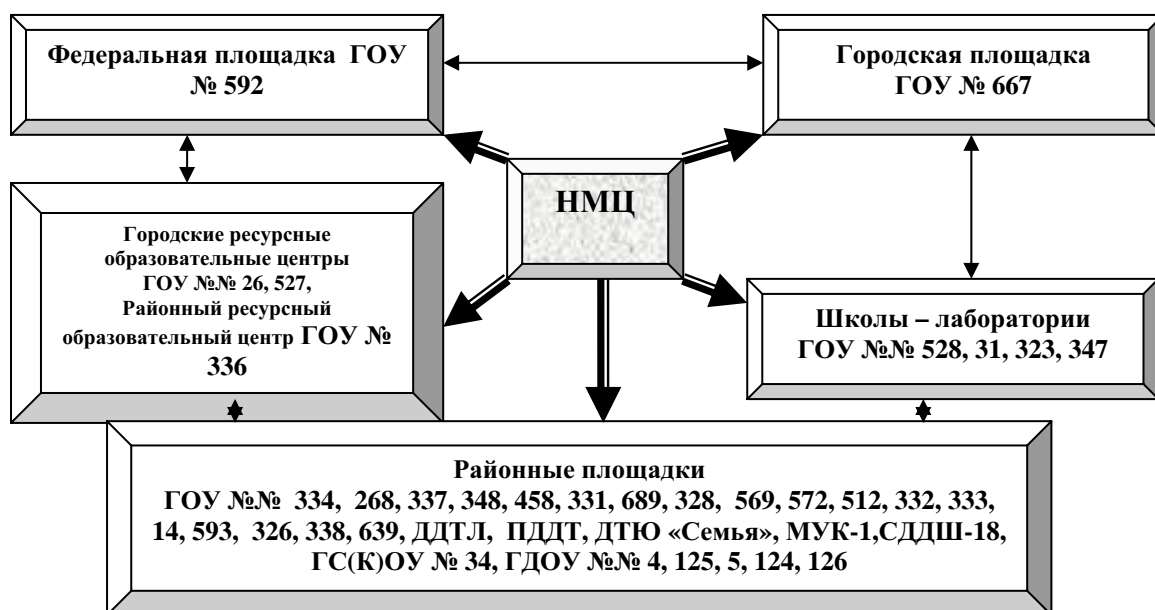 Федеральная площадка ГОУ
№ 592
Городская площадка
ГОУ № 667
НМЦ
Городские ресурсные
образовательные центры
ГОУ №№ 26, 527,
Районный ресурсный
образовательный центр ГОУ №
336
Школы – лаборатории
ГОУ №№ 528, 31, 323, 347
Районные площадки
ГОУ №№ 334, 268, 337, 348, 458, 331, 689, 328, 569, 572, 512, 332, 333,
14, 593, 326, 338, 639, ДДТЛ, ПДДТ, ДТЮ «Семья», МУК-1,СДДШ-18,
ГС(К)ОУ № 34, ГДОУ №№ 4, 125, 5, 124, 126